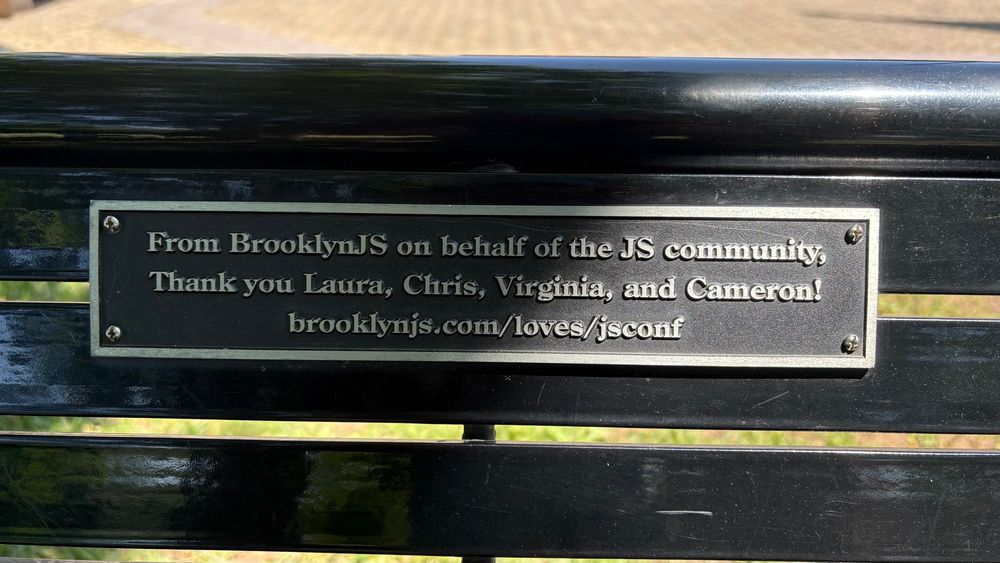 From BrooklynJS on behalf of the JS community,
Thank you Laura, Chris, Virginia, and Cameron!
brooklynjs.com/loves/jsconf